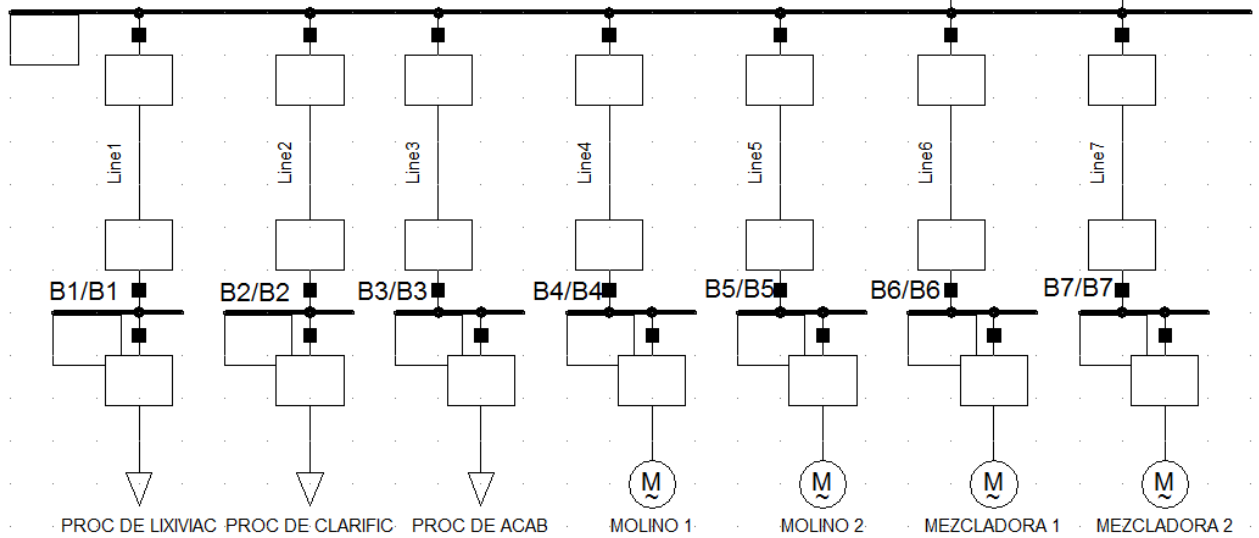 Line1
Line2
Line3
Line4
Line5
Line6
Line7
B1/B1
B2/B2
B3/B3
B4/B4
B5/B5
B6/B6
B7/B7
M
~
M
~
M
~
M
~
PROC DE LIXIVIAC
PROC DE CLARIFIC
PROC DE ACAB
MOLINO 1
MOLINO 2
MEZCLADORA 1
MEZCLADORA 2